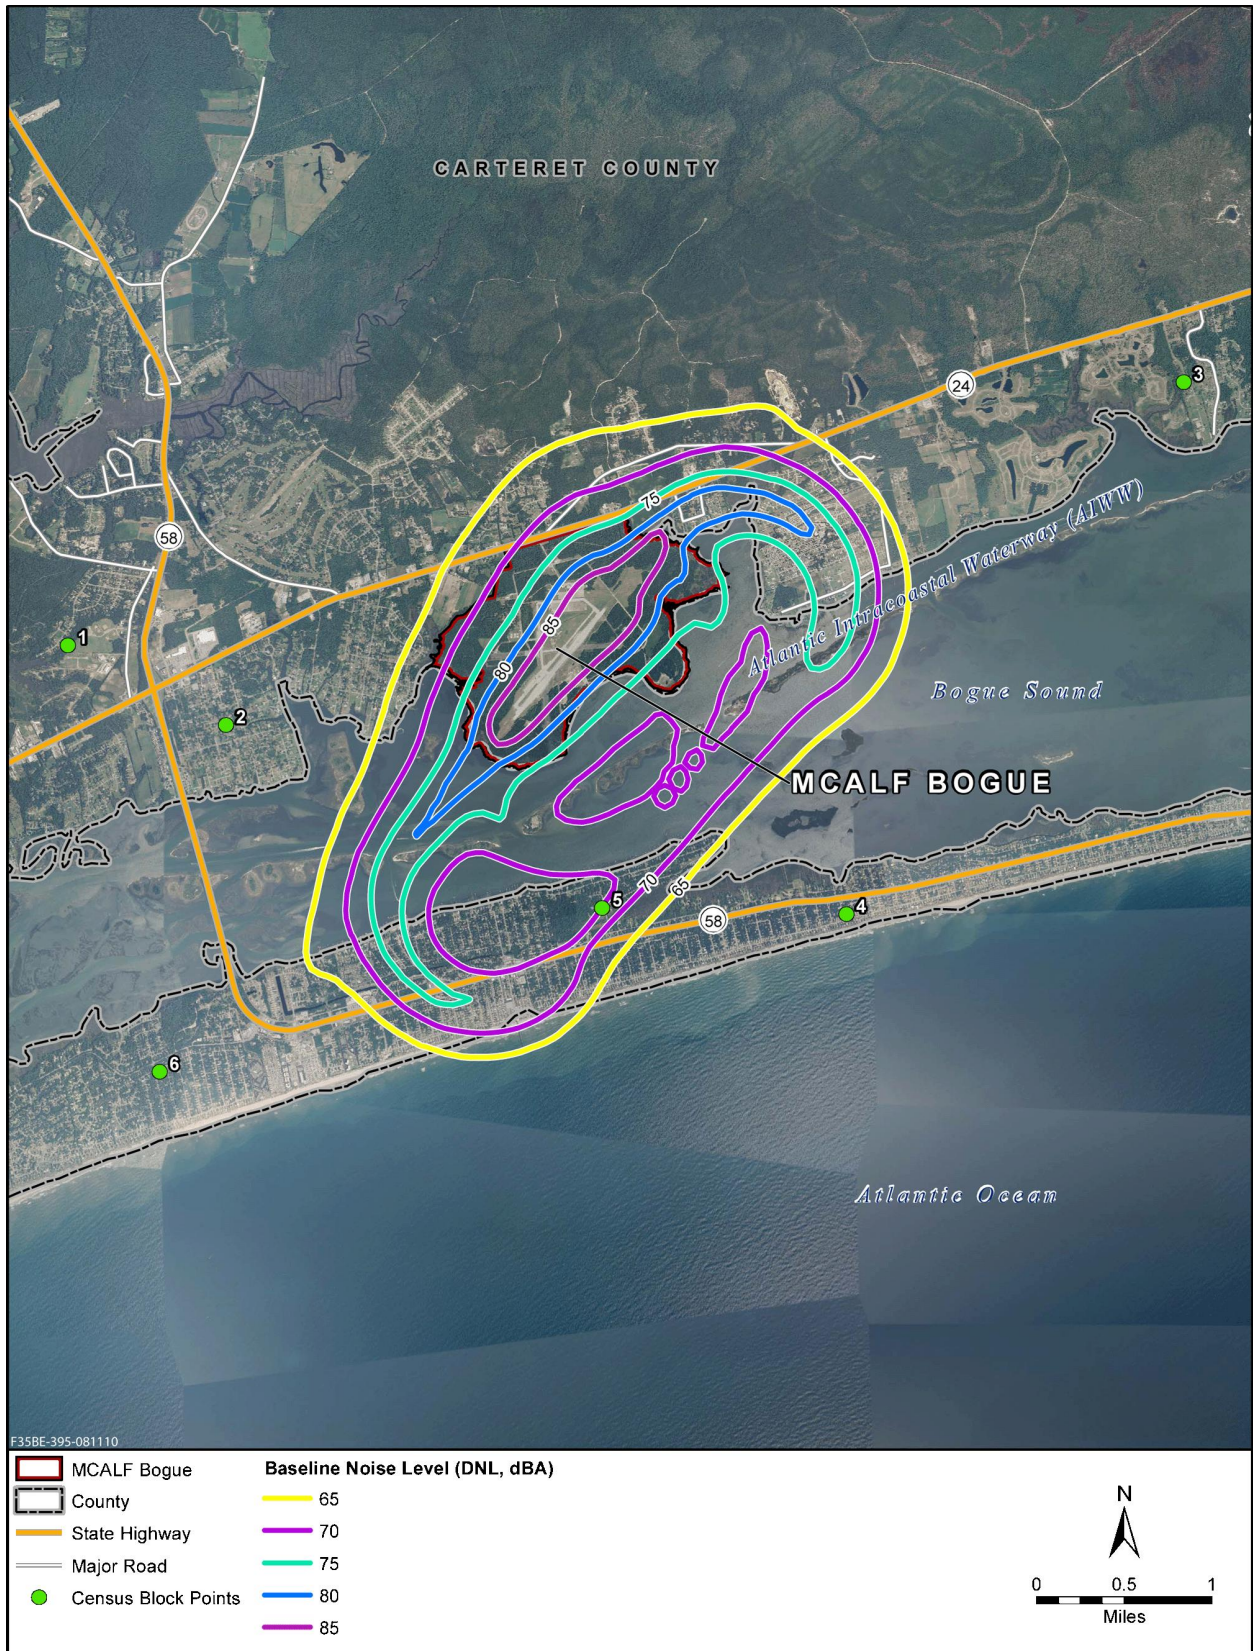 CARTERET COUNTY
24
3
75
58
Atlantic Intracoastal Waterway (AIWW)
85
1
80
Bogue Sound
2
MCALF BOGUE
70
65
5
58
4
6
Atlantic Ocean
F35BE-395-081110
MCALF Bogue
County
State Highway
Major Road
Census Block Points
Baseline Noise Level (DNL, dBA)
65
70
75
80
85
N
0 0.5 1
Miles